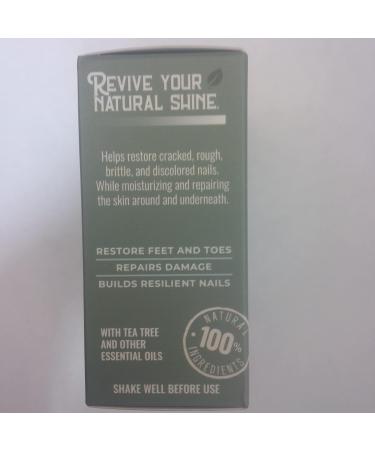 REVIVE YOUR
NATURAL SHINE.
Helps restore cracked, rough,
brittle, and discolored nails.
While moisturizing and repairing
the skin around and underneath.
RESTORE FEET AND TOES
REPAIRS DAMAGE
BUILDS RESILIENT NAILS
WITH TEA TREE
AND OTHER
ESSENTIAL OILS
NATURAL
100%
INGREDIENTS
SHAKE WELL BEFORE USE